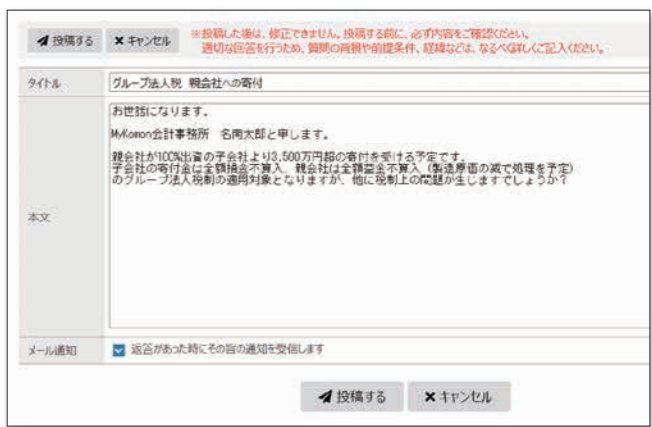 投稿する
キャンセル
※投稿した後は、修正できません。投稿する前に、必ず内容をご確認ください。
適切な回答を行うため、質問の背景や前提条件、経緯などは、なるべく詳しくご記入ください。
タイトル
グループ法人税 親会社への寄付
本文
お世話になります。
MyKomon会計事務所 名南太郎と申します。
親会社が100%出資の子会社より3,500万円超の寄付を受ける予定です。
子会社の寄付金は全額損金不算入、親会社は全額益金不算入（製造原価の減で処理を予定）
のグループ法人税制の適用対象となりますが、他に税制上の問題が生じますでしょうか？
メール通知
返答があった時にその旨の通知を受信します
投稿する
キャンセル